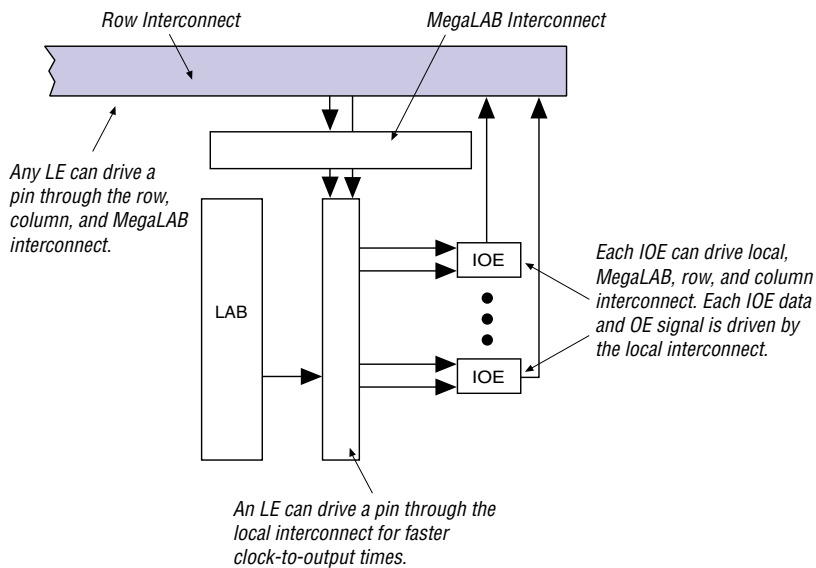 Row Interconnect
MegaLAB Interconnect
Any LE can drive a
pin through the row,
column, and MegaLAB
interconnect.
LAB
IOE
IOE
Each IOE can drive local,
MegaLAB, row, and column
interconnect. Each IOE data
and OE signal is driven by
the local interconnect.
An LE can drive a pin through the
local interconnect for faster
clock-to-output times.